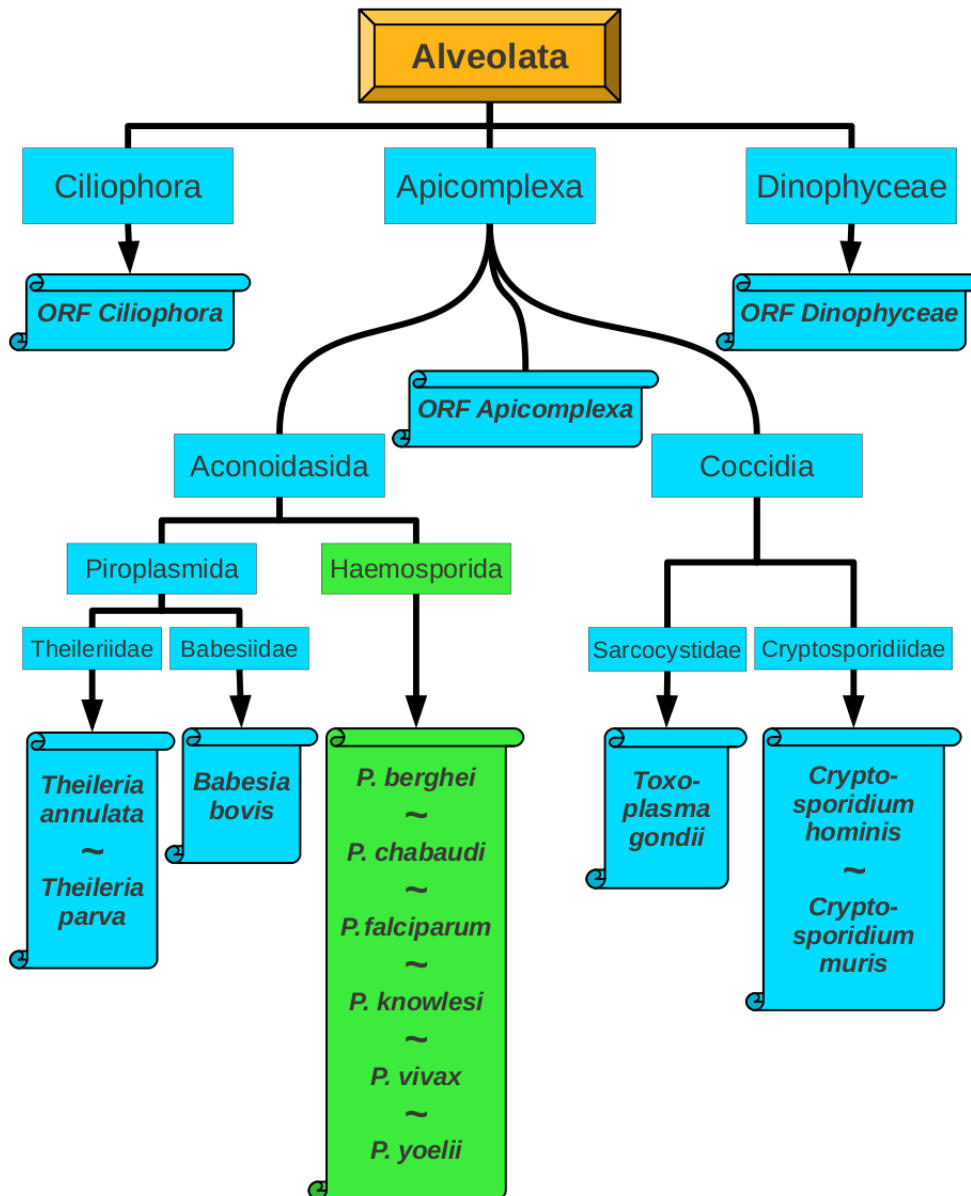 Alveolata
Ciliophora
Apicomplexa
Dinophyceae
ORF Ciliophora
ORF Dinophyceae
ORF Apicomplexa
Aconoidasida
Coccidia
Piroplasmida
Haemosporida
Theileriidae
Babesiidae
Sarcocystidae
Cryptosporidiidae
Theileria
annulata
~
Theileria
parva
Babesia
bovis
P. berghei
~
P. chabaudi
~
P. falciparum
~
P. knowlesi
~
P. vivax
~
P. yoelii
Toxo-
plasma
gondii
Crypto-
sporidium
hominis
~
Crypto-
sporidium
muris